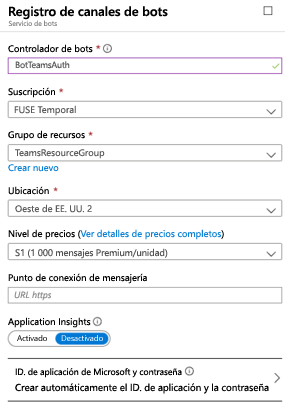 Registro de canales de bots
Servicio de bots
Controlador de bots *
BotTeamsAuth
Suscripción *
FUSE Temporal
Grupo de recursos *
TeamsResourceGroup
Crear nuevo
Ubicación *
Oeste de EE. UU. 2
Nivel de precios (Ver detalles de precios completos)
S1 (1 000 mensajes Premium/unidad)
Punto de conexión de mensajería
URL https
Application Insights
Activado Desactivado
ID. de aplicación de Microsoft y contraseña
Crear automáticamente el ID. de aplicación y la contraseña